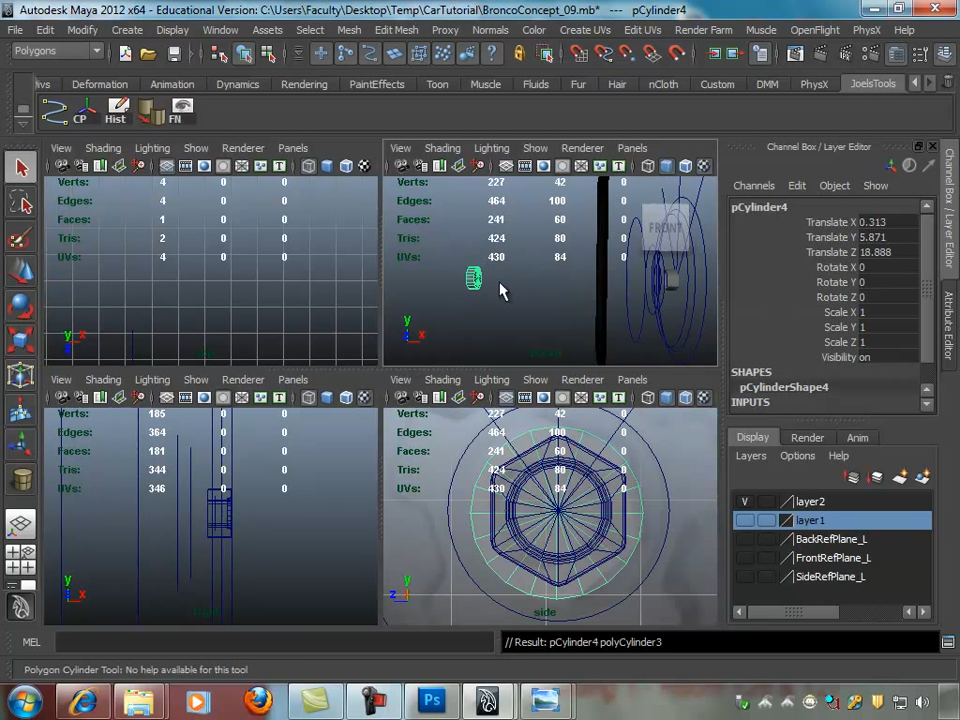 Autodesk Maya 2012 x64 - Educational Version: C:\Users\Faculty\Desktop\Temp\CarTutorial\BroncoConcept_09.mb* --- pCylinder4
File Edit Modify Create Display Window Assets Select Mesh Edit Mesh Proxy Normals Color Create UVs Edit UVs Render Farm Muscle OpenFlight PhysX Help
Polygons
ivs Deformation Animation Dynamics Rendering PaintEffects Toon Muscle Fluids Fur Hair nCloth Custom DMM PhysX JoelsTools
CP Hist FN
View Shading Lighting Show Renderer Panels
Verts: 4 0 0
Edges: 4 0 0
Faces: 1 0 0
Tris: 2 0 0
UVs: 4 0 0
y
x
z
View Shading Lighting Show Renderer Panels
Verts: 227 42 0
Edges: 464 100 0
Faces: 241 60 0
Tris: 424 80 0
UVs: 430 84 0
FRONT
y
x
z
View Shading Lighting Show Renderer Panels
Verts: 185 0 0
Edges: 364 0 0
Faces: 181 0 0
Tris: 344 0 0
UVs: 346 0 0
y
z x
front
View Shading Lighting Show Renderer Panels
Verts: 227 42 0
Edges: 464 100 0
Faces: 241 60 0
Tris: 424 80 0
UVs: 430 84 0
y
z
side
Channel Box / Layer Editor
Channels Edit Object Show
pCylinder4
Translate X 0.313
Translate Y 5.871
Translate Z 18.888
Rotate X 0
Rotate Y 0
Rotate Z 0
Scale X 1
Scale Y 1
Scale Z 1
Visibility on
SHAPES
pCylinderShape4
INPUTS
Display Render Anim
Layers Options Help
V layer2
layer1
BackRefPlane_L
FrontRefPlane_L
SideRefPlane_L
Channel Box / Layer Editor
Attribute Editor
MEL
// Result: pCylinder4 polyCylinder3
Polygon Cylinder Tool: No help available for this tool
Ps